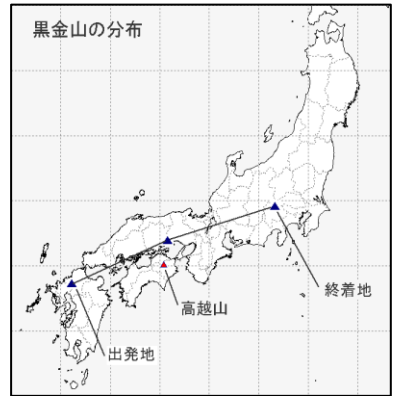 黒金山の分布
終着地
高越山
出発地